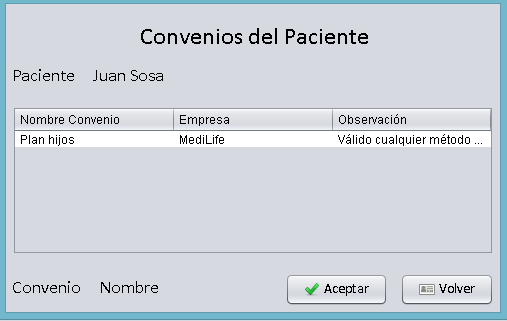 Convenios del Paciente
Paciente Juan Sosa
Nombre Convenio Empresa Observación
Plan hijos MediLife Válido cualquier método ...
Convenio Nombre Aceptar Volver